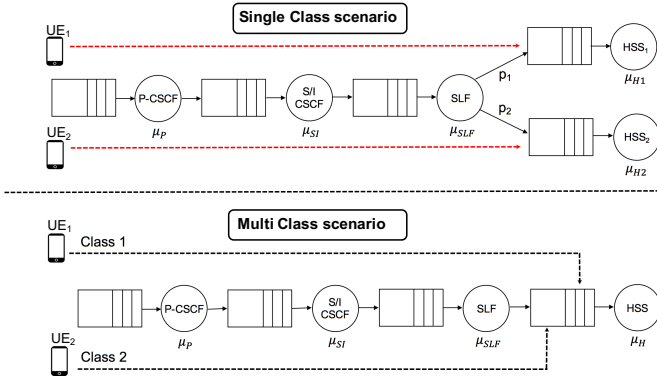 Single Class scenario
UE1
P-CSCF
μP
S/I
CSCF
μSI
SLF
μSLF
p1
p2
HSS1
μH1
UE2
HSS2
μH2
Multi Class scenario
UE1
Class 1
P-CSCF
μP
S/I
CSCF
μSI
SLF
μSLF
HSS
μH
UE2
Class 2